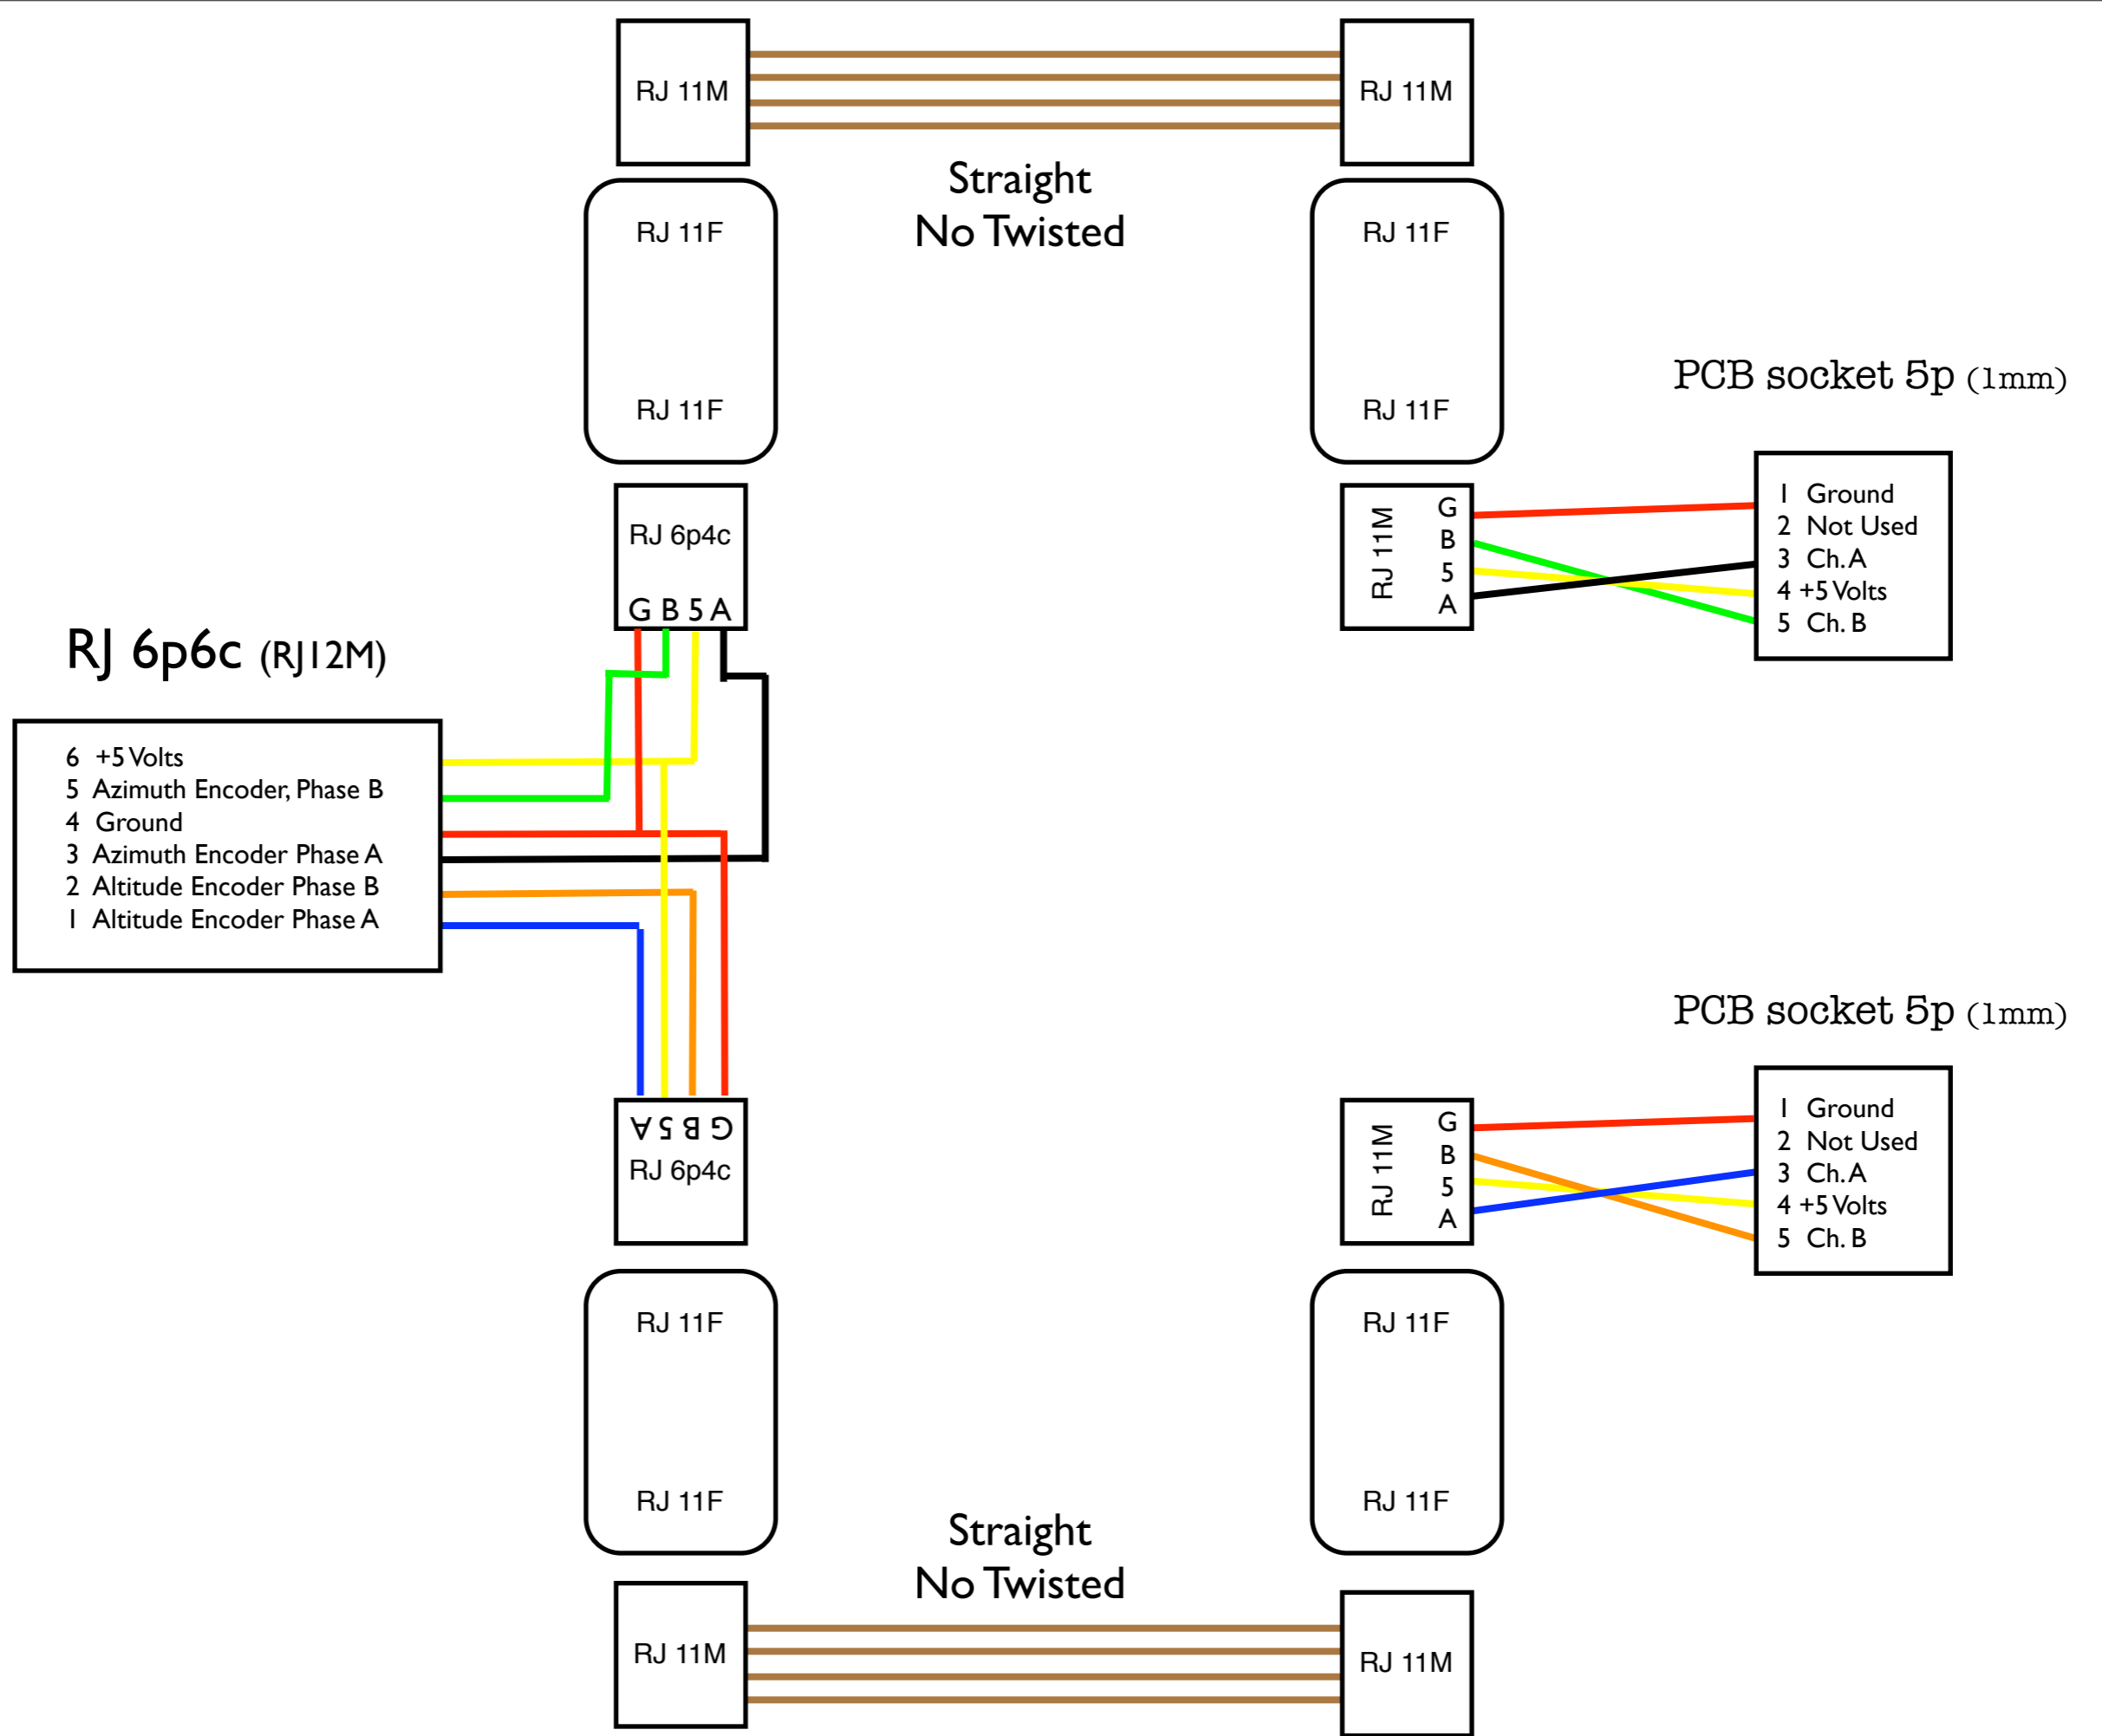 RJ 11M
RJ 11M
Straight
No Twisted
RJ 11F
RJ 11F
RJ 11F
RJ 11F
PCB socket 5p (1mm)
RJ 6p4c
G B 5 A
RJ 11M
G
B
5
A
1 Ground
2 Not Used
3 Ch. A
4 +5 Volts
5 Ch. B
RJ 6p6c (RJ12M)
6 +5 Volts
5 Azimuth Encoder, Phase B
4 Ground
3 Azimuth Encoder Phase A
2 Altitude Encoder Phase B
1 Altitude Encoder Phase A
PCB socket 5p (1mm)
G B 5 A
RJ 6p4c
RJ 11M
G
B
5
A
1 Ground
2 Not Used
3 Ch. A
4 +5 Volts
5 Ch. B
RJ 11F
RJ 11F
RJ 11F
RJ 11F
Straight
No Twisted
RJ 11M
RJ 11M